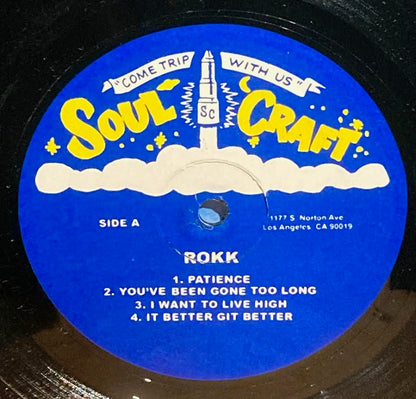 "COME TRIP WITH US"
SOUL CRAFT
SC
SIDE A
1177 S. Norton Ave
Los Angeles, CA 90019
ROKK
1. PATIENCE
2. YOU'VE BEEN GONE TOO LONG
3. I WANT TO LIVE HIGH
4. IT BETTER GIT BETTER